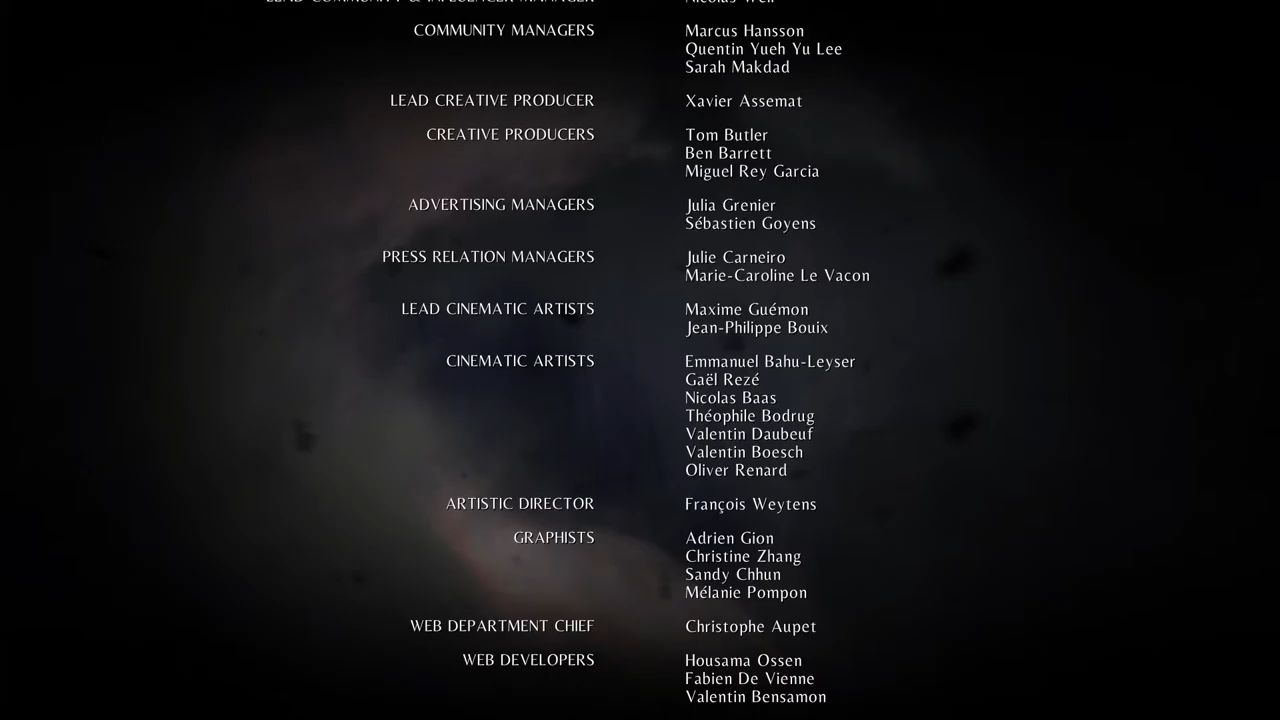 COMMUNITY MANAGERS Marcus Hansson
Quentin Yueh Yu Lee
Sarah Makdad
LEAD CREATIVE PRODUCER Xavier Assemat
CREATIVE PRODUCERS Tom Butler
Ben Barrett
Miguel Rey Garcia
ADVERTISING MANAGERS Julia Grenier
Sébastien Goyens
PRESS RELATION MANAGERS Julie Carneiro
Marie-Caroline Le Vacon
LEAD CINEMATIC ARTISTS Maxime Guémon
Jean-Philippe Bouix
CINEMATIC ARTISTS Emmanuel Bahu-Leyser
Gaël Rezé
Nicolas Baas
Théophile Bodrug
Valentin Daubeuf
Valentin Boesch
Oliver Renard
ARTISTIC DIRECTOR François Weytens
GRAPHISTS Adrien Gion
Christine Zhang
Sandy Chhun
Mélanie Pompon
WEB DEPARTMENT CHIEF Christophe Aupet
WEB DEVELOPERS Housama Ossen
Fabien De Vienne
Valentin Bensamon